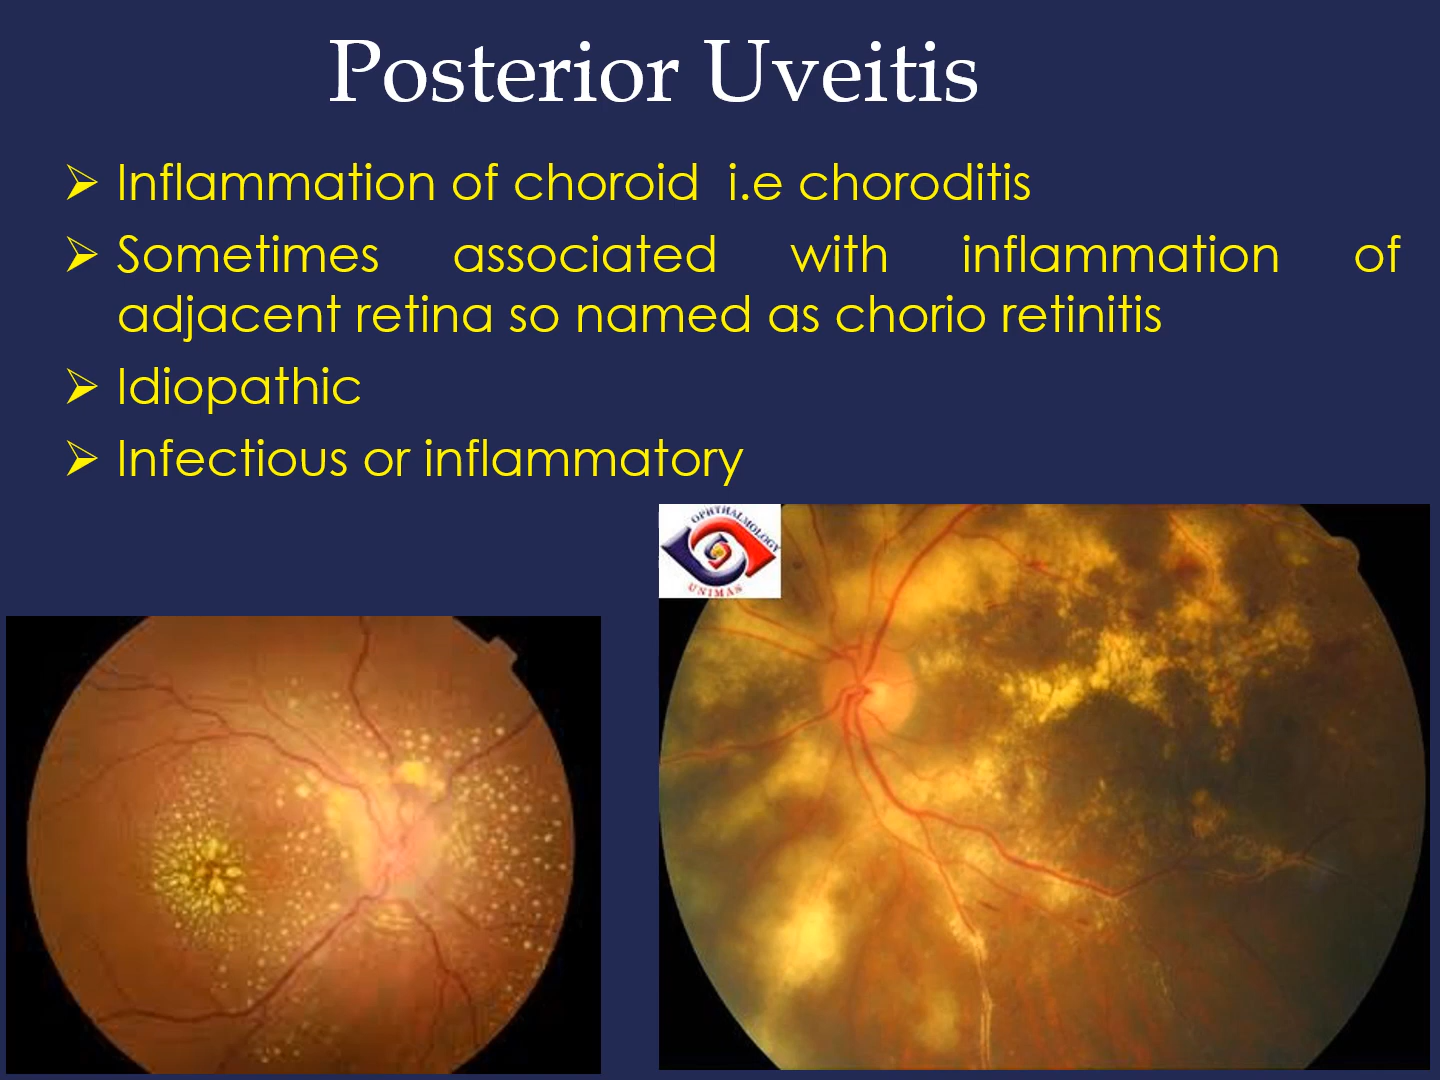 Posterior Uveitis
➢ Inflammation of choroid i.e choroditis
➢ Sometimes associated with inflammation of
adjacent retina so named as chorio retinitis
➢ Idiopathic
➢ Infectious or inflammatory
OPHTHALMOLOGY
UNIMAS